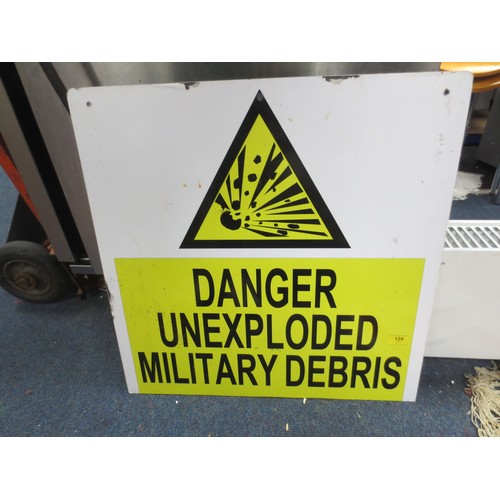 DANGER
UNEXPLODED
MILITARY DEBRIS
124